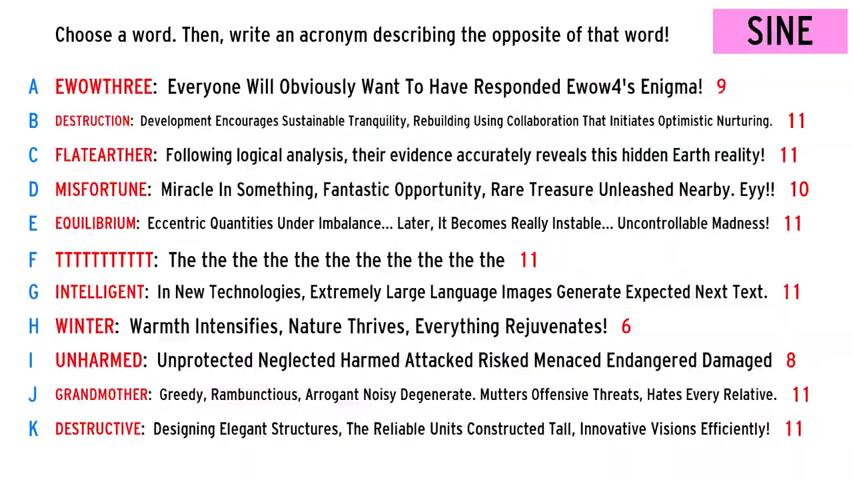 Choose a word. Then, write an acronym describing the opposite of that word!
SINE
A EWOWTHREE: Everyone Will Obviously Want To Have Responded Ewow4's Enigma! 9
B DESTRUCTION: Development Encourages Sustainable Tranquility, Rebuilding Using Collaboration That Initiates Optimistic Nurturing. 11
C FLATEARTHER: Following logical analysis, their evidence accurately reveals this hidden Earth reality! 11
D MISFORTUNE: Miracle In Something, Fantastic Opportunity, Rare Treasure Unleashed Nearby. Eyy!! 10
E EQUILIBRIUM: Eccentric Quantities Under Imbalance... Later, It Becomes Really Instable... Uncontrollable Madness! 11
F TTTTTTTTTTT: The the the the the the the the the the the 11
G INTELLIGENT: In New Technologies, Extremely Large Language Images Generate Expected Next Text. 11
H WINTER: Warmth Intensifies, Nature Thrives, Everything Rejuvenates! 6
I UNHARMED: Unprotected Neglected Harmed Attacked Risked Menaced Endangered Damaged 8
J GRANDMOTHER: Greedy, Rambunctious, Arrogant Noisy Degenerate. Mutters Offensive Threats, Hates Every Relative. 11
K DESTRUCTIVE: Designing Elegant Structures, The Reliable Units Constructed Tall, Innovative Visions Efficiently! 11